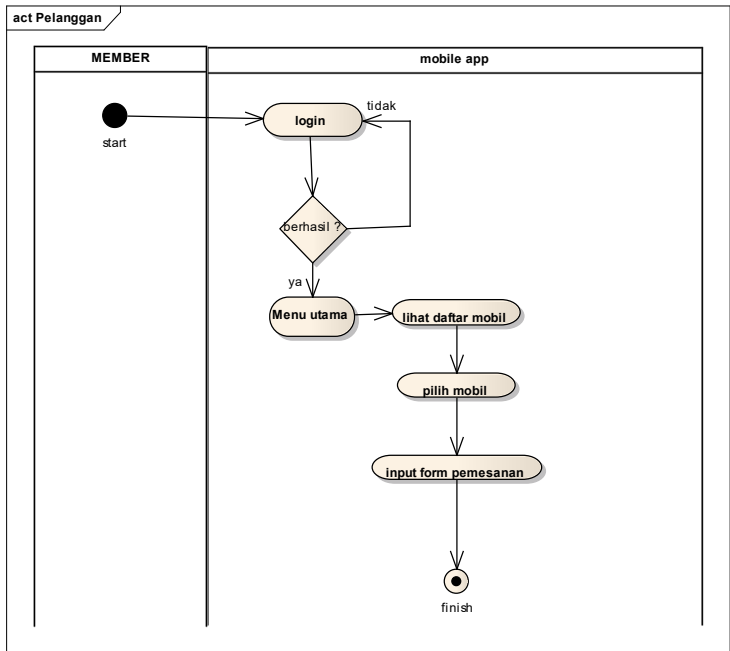 act Pelanggan
MEMBER
mobile app
tidak
login
start
berhasil ?
ya
Menu utama
lihat daftar mobil
pilih mobil
input form pemesanan
finish